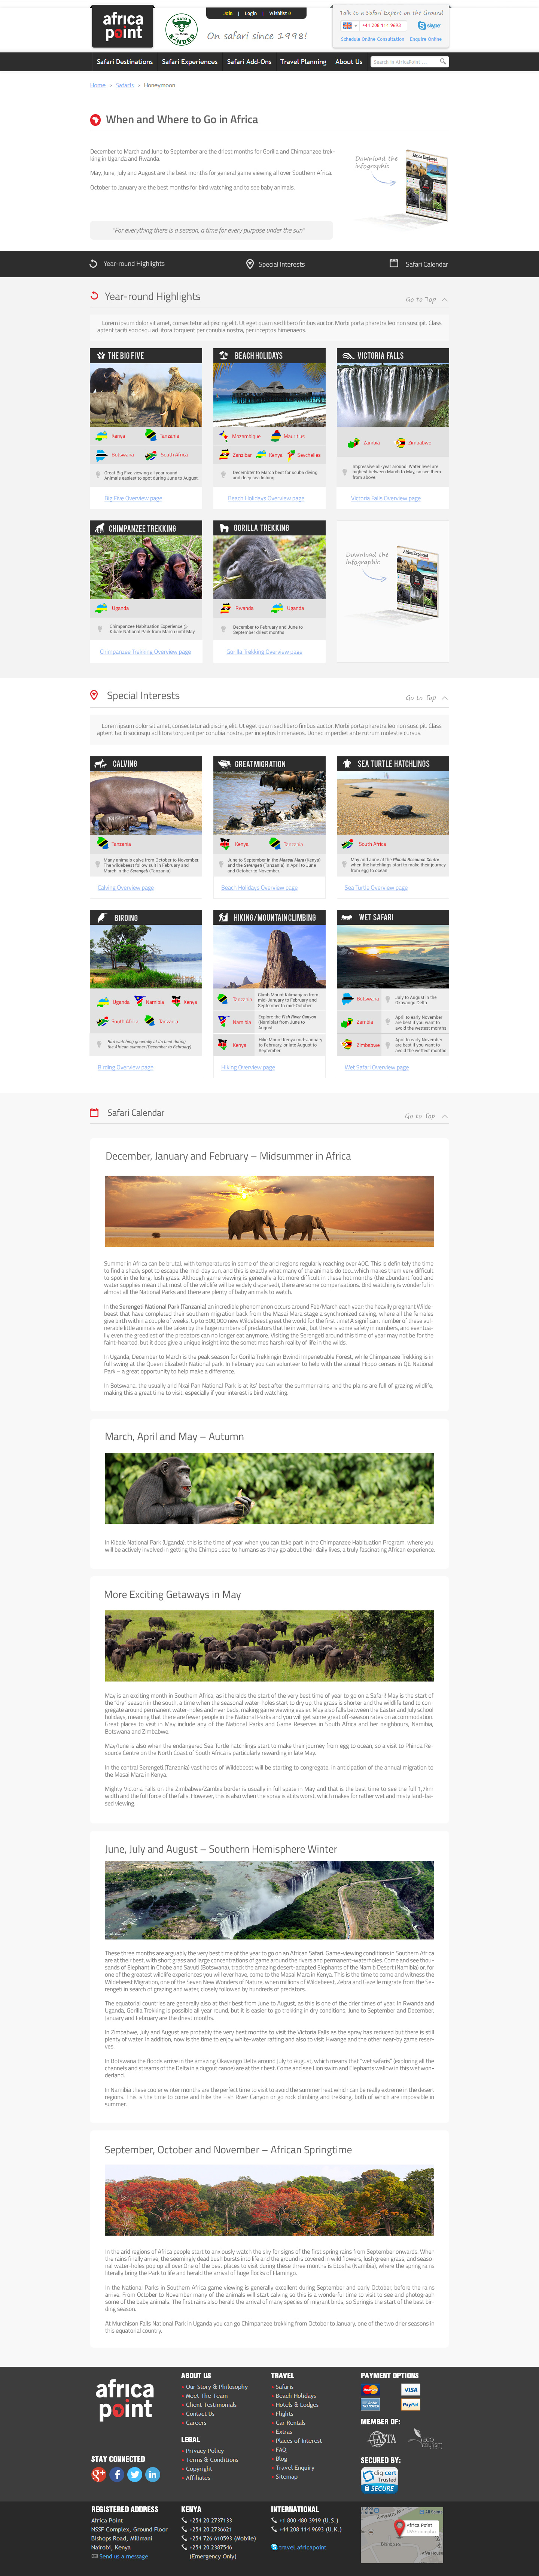 africa
point
BONDED
Join | Login | Wishlist 0
On safari since 1998!
Talk to a Safari Expert on the Ground
+44 208 114 9693
skype
Schedule Online Consultation Enquire Online
Safari Destinations Safari Experiences Safari Add-Ons Travel Planning About Us Search in AfricaPoint ...
Home > Safaris > Honeymoon
When and Where to Go in Africa
December to March and June to September are the driest months for Gorilla and Chimpanzee trek-
king in Uganda and Rwanda.
May, June, July and August are the best months for general game viewing all over Southern Africa.
October to January are the best months for bird watching and to see baby animals.
"For everything there is a season, a time for every purpose under the sun"
Download the
infographic
Year-round Highlights Special Interests Safari Calendar
Year-round Highlights
Go to Top
Lorem ipsum dolor sit amet, consectetur adipiscing elit. Ut eget quam sed libero finibus auctor. Morbi porta pharetra leo non suscipit. Class
aptent taciti sociosqu ad litora torquent per conubia nostra, per inceptos himenaeos.
THE BIG FIVE
Kenya Tanzania
Botswana South Africa
Great Big Five viewing all year round.
Animals easiest to spot during June to August.
Big Five Overview page
BEACH HOLIDAYS
Mozambique Mauritius
Zanzibar Kenya Seychelles
December to March best for scuba diving
and deep-sea fishing.
Beach Holidays Overview page
VICTORIA FALLS
Zambia Zimbabwe
Impressive all-year around. Water level are
highest between March to May, so see them
from above.
Victoria Falls Overview page
CHIMPANZEE TREKKING
Uganda
Chimpanzee Habituation Experience @
Kibale National Park from March until May
Chimpanzee Trekking Overview page
GORILLA TREKKING
Rwanda Uganda
December to February and June to
September driest months
Gorilla Trekking Overview page
Download the
infographic
Special Interests
Go to Top
Lorem ipsum dolor sit amet, consectetur adipiscing elit. Ut eget quam sed libero finibus auctor. Morbi porta pharetra leo non suscipit. Class
aptent taciti sociosqu ad litora torquent per conubia nostra, per inceptos himenaeos. Donec imperdiet ante rutrum molestie cursus.
CALVING
Tanzania
Many animals calve from October to November.
The wildebeest follow suit in February and
March in the Serengeti (Tanzania)
Calving Overview page
GREAT MIGRATION
Kenya Tanzania
June to September in the Maasai Mara (Kenya)
and the Serengeti (Tanzania) in April to June
and October to November.
Beach Holidays Overview page
SEA TURTLE HATCHLINGS
South Africa
May and June at the Phinda Resource Centre
when the hatchlings start to make their journey
from egg to ocean.
Sea Turtle Overview page
BIRDING
Uganda Namibia Kenya
South Africa Tanzania
Bird watching generally at its best during
the African summer (December to February)
Birding Overview page
HIKING/MOUNTAIN CLIMBING
Tanzania
Climb Mount Kilimanjaro from
mid-January to February and
September to mid-October
Namibia
Explore the Fish River Canyon
(Namibia) from June to
August
Kenya
Hike Mount Kenya mid-January
to February, or late August to
September.
Hiking Overview page
WET SAFARI
Botswana
July to August in the
Okavango Delta
Zambia
April to early November
are best if you want to
avoid the wettest months
Zimbabwe
April to early November
are best if you want to
avoid the wettest months
Wet Safari Overview page
Safari Calendar
Go to Top
December, January and February – Midsummer in Africa
Summer in Africa can be brutal, with temperatures in some of the arid regions regularly reaching over 40C. This is definitely the time
to find a shady spot to escape the mid-day sun, and this is exactly what many of the animals do too...which makes them very difficult
to spot in the long, lush grass. Although game viewing is generally a lot more difficult in these hot months (the abundant food and
water supplies mean that most of the wildlife will be widely dispersed), there are some compensations. Bird watching is wonderful in
almost all the National Parks and there are plenty of baby animals to watch.
In the Serengeti National Park (Tanzania) an incredible phenomenon occurs around Feb/March each year; the heavily pregnant Wilde-
beest that have completed their southern migration back from the Masai Mara stage a synchronized calving, where all the females
give birth within a couple of weeks. Up to 500,000 new Wildebeest greet the world for the first time! A significant number of these vul-
nerable little animals will be taken by the huge numbers of predators that lie in wait, but there is some safety in numbers, and eventua-
lly even the greediest of the predators can no longer eat anymore. Visiting the Serengeti around this time of year may not be for the
faint-hearted, but it does give a unique insight into the sometimes harsh reality of life in the wilds.
In Uganda, December to March is the peak season for Gorilla Trekkingin Bwindi Impenetrable Forest, while Chimpanzee Trekking is in
full swing at the Queen Elizabeth National park. In February you can volunteer to help with the annual Hippo census in QE National
Park – a great opportunity to help make a difference.
In Botswana, the usually arid Nxai Pan National Park is at its' best after the summer rains, and the plains are full of grazing wildlife,
making this a great time to visit, especially if your interest is bird watching.
March, April and May – Autumn
In Kibale National Park (Uganda), this is the time of year when you can take part in the Chimpanzee Habituation Program, where you
will be actively involved in getting the Chimps used to humans as they go about their daily lives, a truly fascinating African experience.
More Exciting Getaways in May
May is an exciting month in Southern Africa, as it heralds the start of the very best time of year to go on a Safari! May is the start of
the "dry" season in the south, a time when the seasonal water-holes start to dry up, the grass is shorter and the wildlife tend to con-
gregate around permanent water-holes and river beds, making game viewing easier. May also falls between the Easter and July school
holidays, meaning that there are fewer people in the National Parks and you will get some great off-season rates on accommodation.
Great places to visit in May include any of the National Parks and Game Reserves in South Africa and her neighbours, Namibia,
Botswana and Zimbabwe.
May/June is also when the endangered Sea Turtle hatchlings start to make their journey from egg to ocean, so a visit to Phinda Re-
source Centre on the North Coast of South Africa is particularly rewarding in late May.
In the central Serengeti,(Tanzania) vast herds of Wildebeest will be starting to congregate, in anticipation of the annual migration to
the Masai Mara in Kenya.
Mighty Victoria Falls on the Zimbabwe/Zambia border is usually in full spate in May and that is the best time to see the full 1,7km
width and the full force of the falls. However, this is also when the spray is at its worst, which makes for rather wet and misty land-ba-
sed viewing.
June, July and August – Southern Hemisphere Winter
These three months are arguably the very best time of the year to go on an African Safari. Game-viewing conditions in Southern Africa
are at their best, with short grass and large concentrations of game around the rivers and permanent-waterholes. Come and see thou-
sands of Elephant in Chobe and Savuti (Botswana), track the amazing desert-adapted Elephants of the Namib Desert (Namibia) or, for
one of the greatest wildlife experiences you will ever have, come to the Masai Mara in Kenya. This is the time to come and witness the
Wildebeest Migration, one of the Seven New Wonders of Nature, when millions of Wildebeest, Zebra and Gazelle migrate from the Se-
rengeti in search of grazing and water, closely followed by hundreds of predators.
The equatorial countries are generally also at their best from June to August, as this is one of the drier times of year. In Rwanda and
Uganda, Gorilla Trekking is possible all year round, but it is easier to go trekking in dry conditions; June to September and December,
January and February are the driest months.
In Zimbabwe, July and August are probably the very best months to visit the Victoria Falls as the spray has reduced but there is still
plenty of water. In addition, now is the time to enjoy white-water rafting and also to visit Hwange and the other near-by game reser-
ves.
In Botswana the floods arrive in the amazing Okavango Delta around July to August, which means that "wet safaris" (exploring all the
channels and streams of the Delta in a dugout canoe) are at their best. Come and see Lion swim and Elephants wallow in this wet won-
derland.
In Namibia these cooler winter months are the perfect time to visit to avoid the summer heat which can be really extreme in the desert
regions. This is the time to come and hike the Fish River Canyon or go rock climbing and trekking, both of which are impossible in
summer.
September, October and November – African Springtime
In the arid regions of Africa people start to anxiously watch the sky for signs of the first spring rains from September onwards. When
the rains finally arrive, the seemingly dead bush bursts into life and the ground is covered in wild flowers, lush green grass, and seaso-
nal water-holes pop up all over.One of the best places to visit during these three months is Etosha (Namibia), where the spring rains
literally bring the Park to life and herald the arrival of huge flocks of Flamingo.
In the National Parks in Southern Africa game viewing is generally excellent during September and early October, before the rains
arrive. From October to November many of the animals will start calving so this is a wonderful time to visit to see and photograph
some of the baby animals. The first rains also herald the arrival of many species of migrant birds, so Springis the start of the best bir-
ding season.
At Murchison Falls National Park in Uganda you can go Chimpanzee trekking from October to January, one of the two drier seasons in
this equatorial country.
africa
point
STAY CONNECTED
ABOUT US
Our Story & Philosophy
Meet The Team
Client Testimonials
Contact Us
Careers
LEGAL
Privacy Policy
Terms & Conditions
Copyright
Affiliates
TRAVEL
Safaris
Beach Holidays
Hotels & Lodges
Flights
Car Rentals
Extras
Places of Interest
FAQ
Blog
Travel Enquiry
Sitemap
PAYMENT OPTIONS
MasterCard VISA
BANK TRANSFER PayPal
MEMBER OF:
ASTA
ECO
tourism
SECURED BY:
digicert
Trusted
SECURE
REGISTERED ADDRESS
Africa Point
NSSF Complex, Ground Floor
Bishops Road, Milimani
Nairobi, Kenya
Send us a message
KENYA
+254 20 2737133
+254 20 2736621
+254 726 610593 (Mobile)
+254 20 2387546
(Emergency Only)
INTERNATIONAL
+1 800 480 3919 (U.S.)
+44 208 114 9693 (U.K.)
travel.africapoint
Africa Point
NSSF Complex